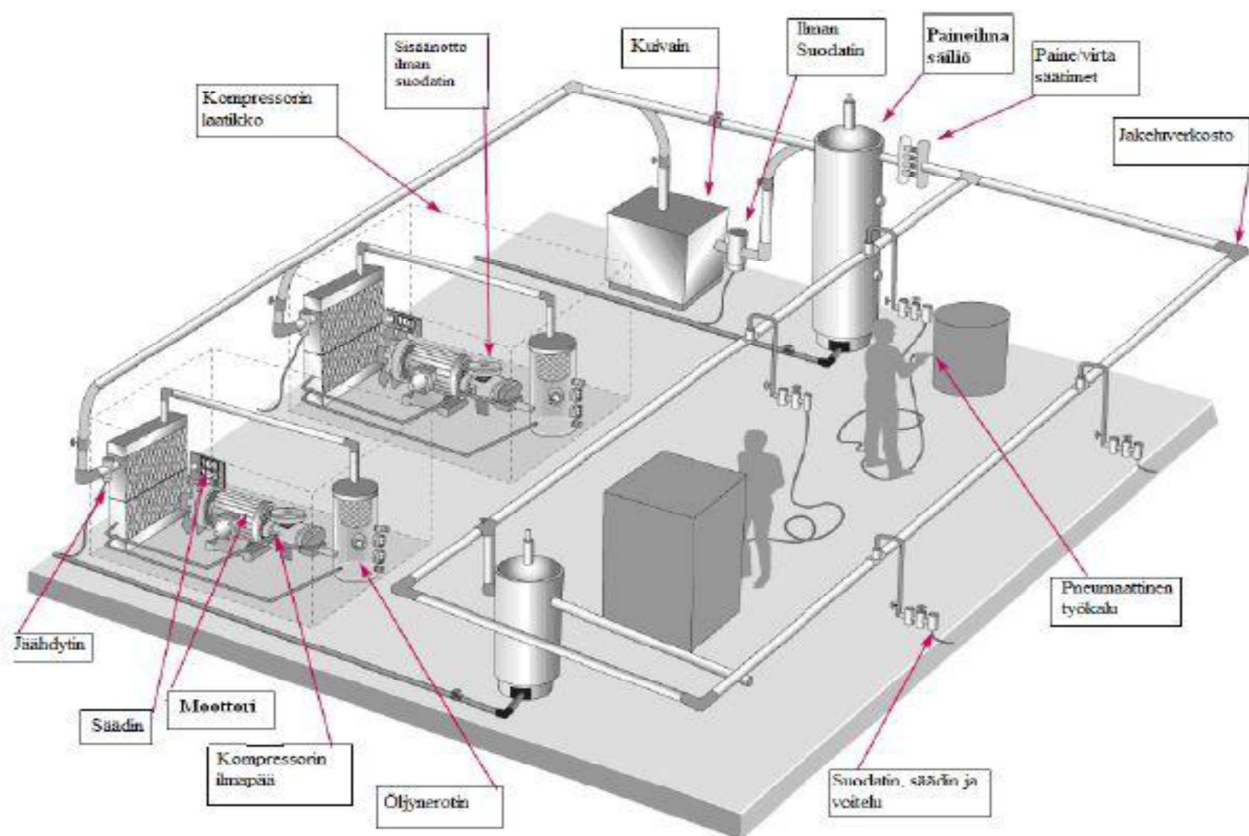 Sisäänotto
ilman
suodatin
Kuivain
Ilman
Suodatin
Paineilma
säiliö
Paine/virta
säätimet
Kompressorin
laatikko
Jakeluverkosto
Jäähdytin
Säädin
Moottori
Kompressorin
ilmapää
Öljynerotin
Pneumaattinen
työkalu
Suodatin, säädin ja
voitelu